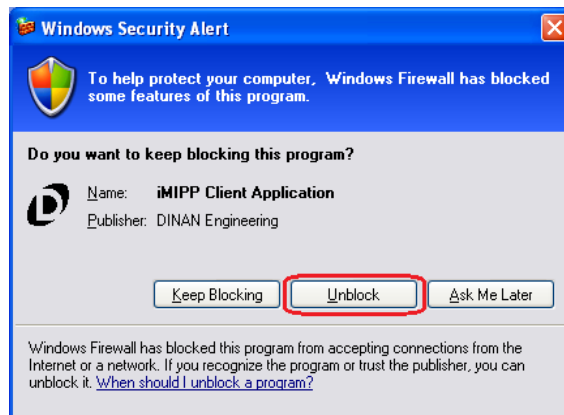 Windows Security Alert
To help protect your computer, Windows Firewall has blocked
some features of this program.
Do you want to keep blocking this program?
Name: iMIPP Client Application
Publisher: DINAN Engineering
Keep Blocking Unblock Ask Me Later
Windows Firewall has blocked this program from accepting connections from the
Internet or a network. If you recognize the program or trust the publisher, you can
unblock it. When should I unblock a program?